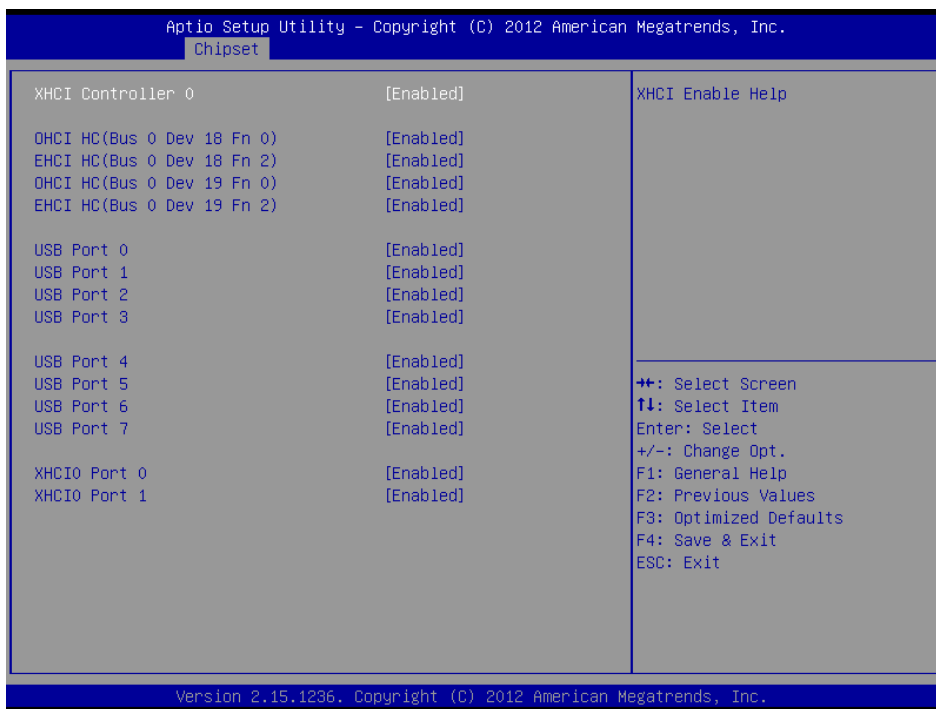 Aptio Setup Utility – Copyright (C) 2012 American Megatrends, Inc.
Chipset
XHCI Controller 0 [Enabled]
OHCI HC(Bus 0 Dev 18 Fn 0) [Enabled]
EHCI HC(Bus 0 Dev 18 Fn 2) [Enabled]
OHCI HC(Bus 0 Dev 19 Fn 0) [Enabled]
EHCI HC(Bus 0 Dev 19 Fn 2) [Enabled]
USB Port 0 [Enabled]
USB Port 1 [Enabled]
USB Port 2 [Enabled]
USB Port 3 [Enabled]
USB Port 4 [Enabled]
USB Port 5 [Enabled]
USB Port 6 [Enabled]
USB Port 7 [Enabled]
XHCI0 Port 0 [Enabled]
XHCI0 Port 1 [Enabled]
XHCI Enable Help
→←: Select Screen
↑↓: Select Item
Enter: Select
+/-: Change Opt.
F1: General Help
F2: Previous Values
F3: Optimized Defaults
F4: Save & Exit
ESC: Exit
Version 2.15.1236. Copyright (C) 2012 American Megatrends, Inc.